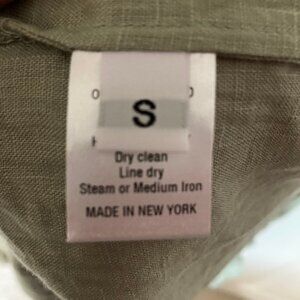 S
Dry clean
Line dry
Steam or Medium Iron
MADE IN NEW YORK